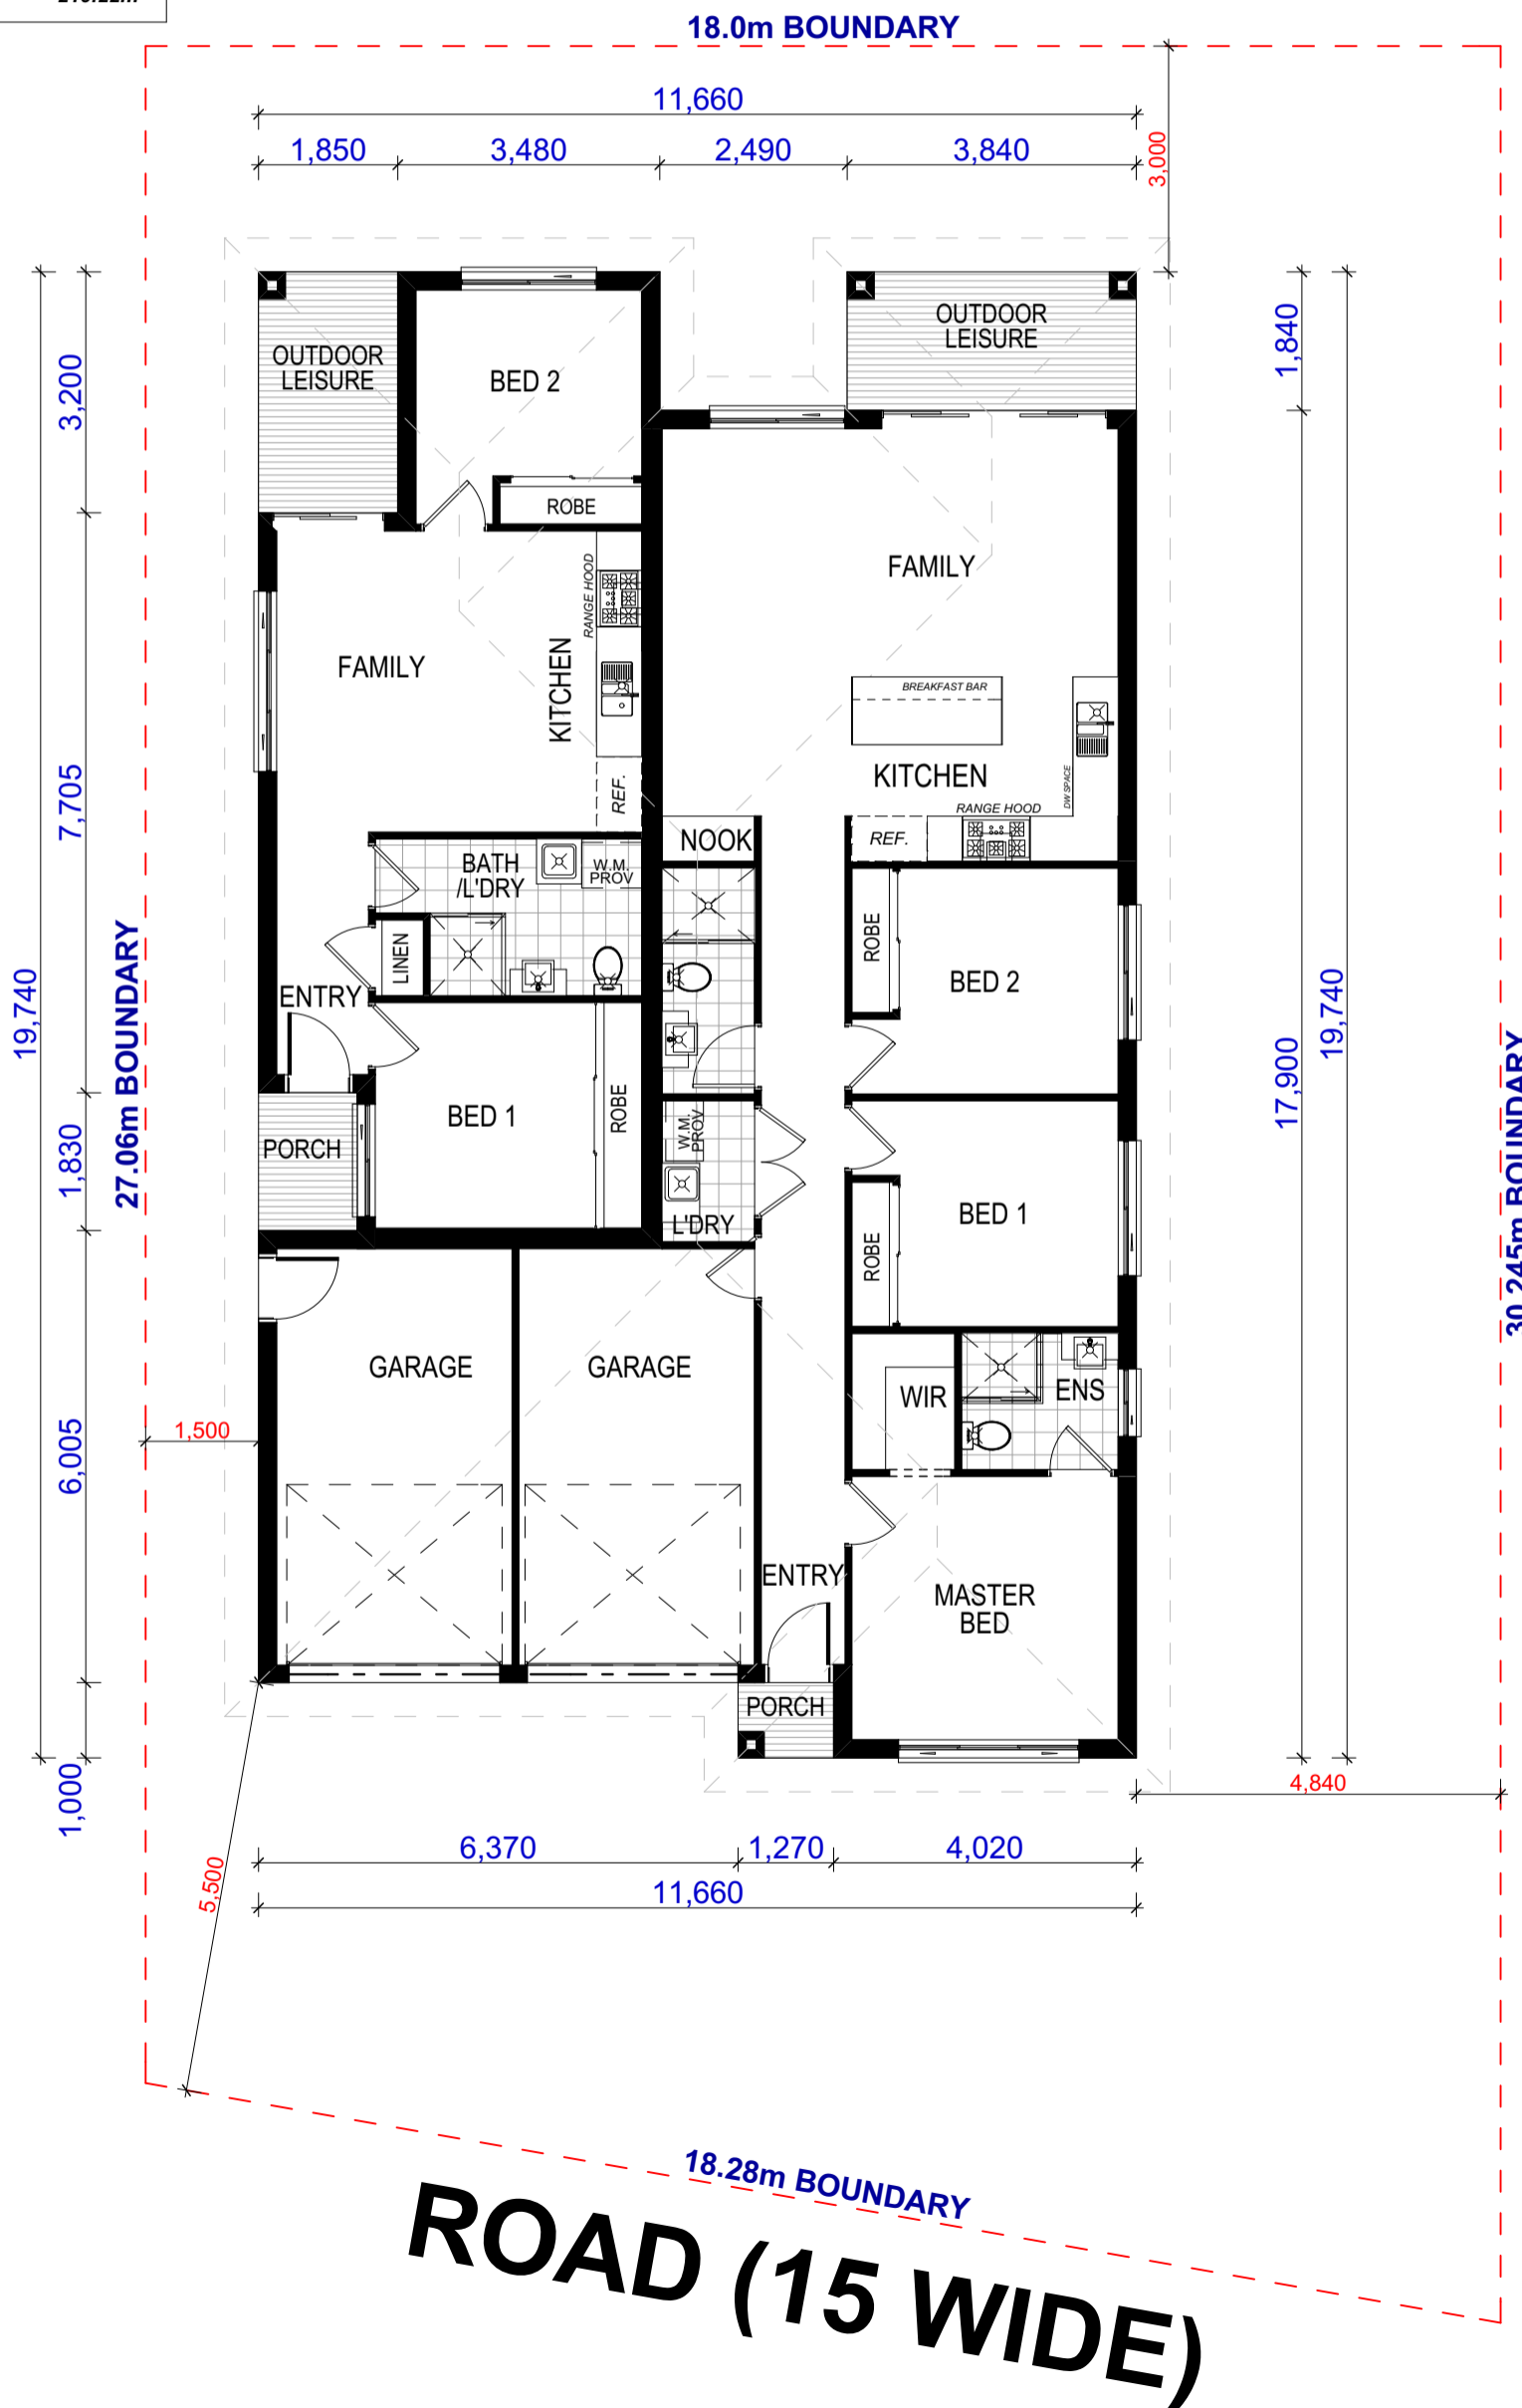 18.0m BOUNDARY
11,660
1,850
3,480
2,490
3,840
3,000
OUTDOOR
LEISURE
BED 2
OUTDOOR
LEISURE
1,840
3,200
ROBE
FAMILY
RANGE HOOD
KITCHEN
FAMILY
REF.
BREAKFAST BAR
KITCHEN
DW SPACE
RANGE HOOD
REF.
NOOK
7,705
BATH
/L'DRY
W.M.
PROV
LINEN
ROBE
BED 2
ENTRY
19,740
27.06m BOUNDARY
17,900
19,740
30.245m BOUNDARY
BED 1
ROBE
W.M.
PROV
L'DRY
PORCH
1,830
BED 1
ROBE
GARAGE
GARAGE
WIR
ENS
1,500
6,005
ENTRY
MASTER
BED
PORCH
1,000
4,840
6,370
1,270
4,020
11,660
5,500
18.28m BOUNDARY
ROAD (15 WIDE)